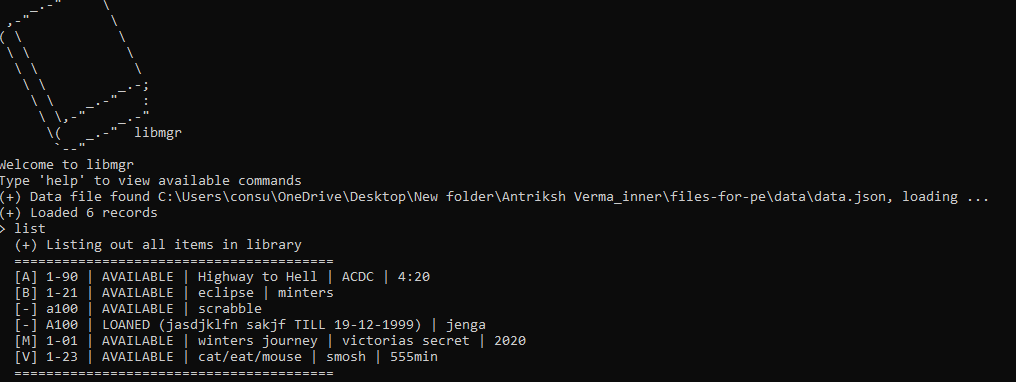 libmgr
Welcome to libmgr
Type 'help' to view available commands
(+) Data file found C:\Users\consu\OneDrive\Desktop\New folder\Antriksh Verma_inner\files-for-pe\data\data.json, loading ...
(+) Loaded 6 records
> list
(+) Listing out all items in library
========================================
[A] 1-90 | AVAILABLE | Highway to Hell | ACDC | 4:20
[B] 1-21 | AVAILABLE | eclipse | minters
[-] a100 | AVAILABLE | scrabble
[-] A100 | LOANED (jasdjklfn sakjf TILL 19-12-1999) | jenga
[M] 1-01 | AVAILABLE | winters journey | victorias secret | 2020
[V] 1-23 | AVAILABLE | cat/eat/mouse | smosh | 555min
========================================